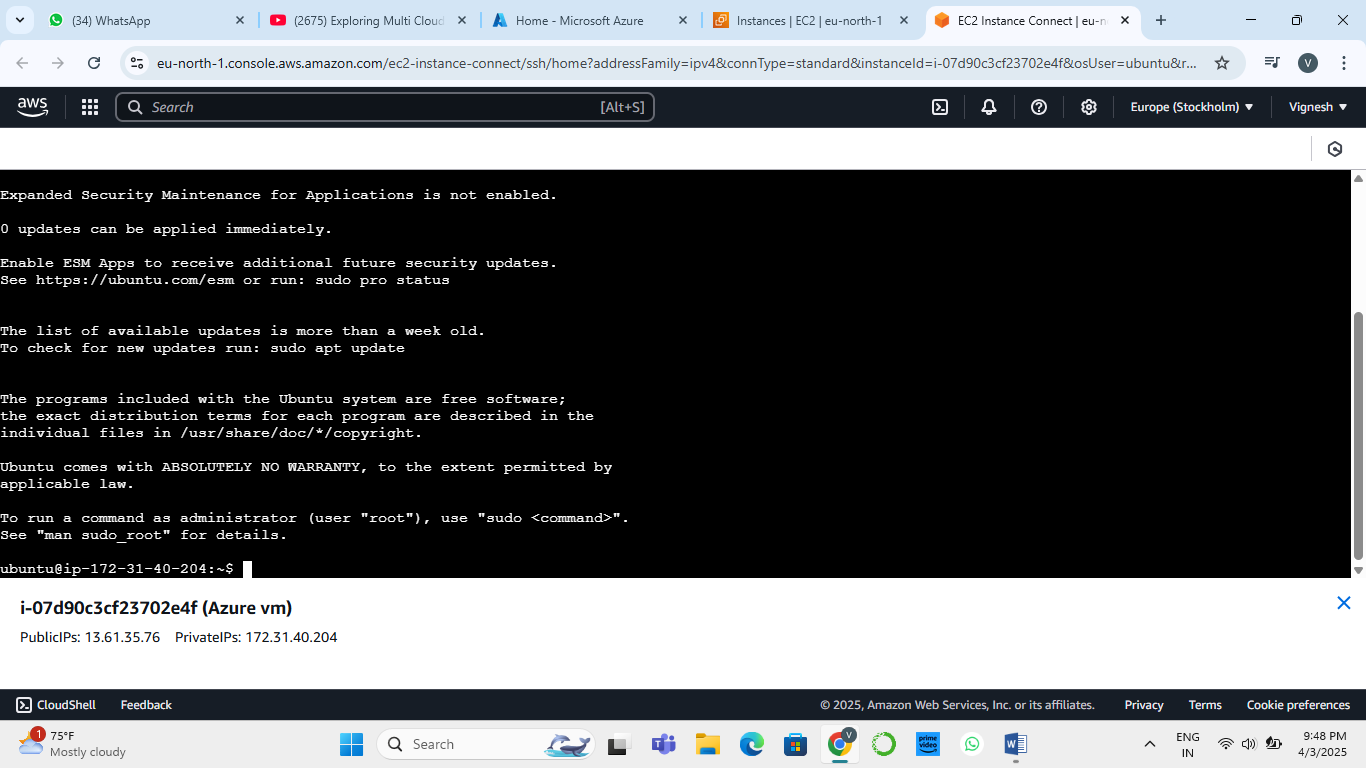 (34) WhatsApp
(2675) Exploring Multi Cloud
Home - Microsoft Azure
Instances | EC2 | eu-north-1
EC2 Instance Connect | eu-n
eu-north-1.console.aws.amazon.com/ec2-instance-connect/ssh/home?addressFamily=ipv4&connType=standard&instanceId=i-07d90c3cf23702e4f&osUser=ubuntu&r...
V
aws
Search
[Alt+S]
Europe (Stockholm)
Vignesh
Expanded Security Maintenance for Applications is not enabled.
0 updates can be applied immediately.
Enable ESM Apps to receive additional future security updates.
See https://ubuntu.com/esm or run: sudo pro status
The list of available updates is more than a week old.
To check for new updates run: sudo apt update
The programs included with the Ubuntu system are free software;
the exact distribution terms for each program are described in the
individual files in /usr/share/doc/*/copyright.
Ubuntu comes with ABSOLUTELY NO WARRANTY, to the extent permitted by
applicable law.
To run a command as administrator (user "root"), use "sudo <command>".
See "man sudo_root" for details.
ubuntu@ip-172-31-40-204:~$
i-07d90c3cf23702e4f (Azure vm)
PublicIPs: 13.61.35.76 PrivateIPs: 172.31.40.204
CloudShell
Feedback
© 2025, Amazon Web Services, Inc. or its affiliates.
Privacy
Terms
Cookie preferences
1
75°F
Mostly cloudy
Search
V
prime video
ENG
IN
9:48 PM
4/3/2025